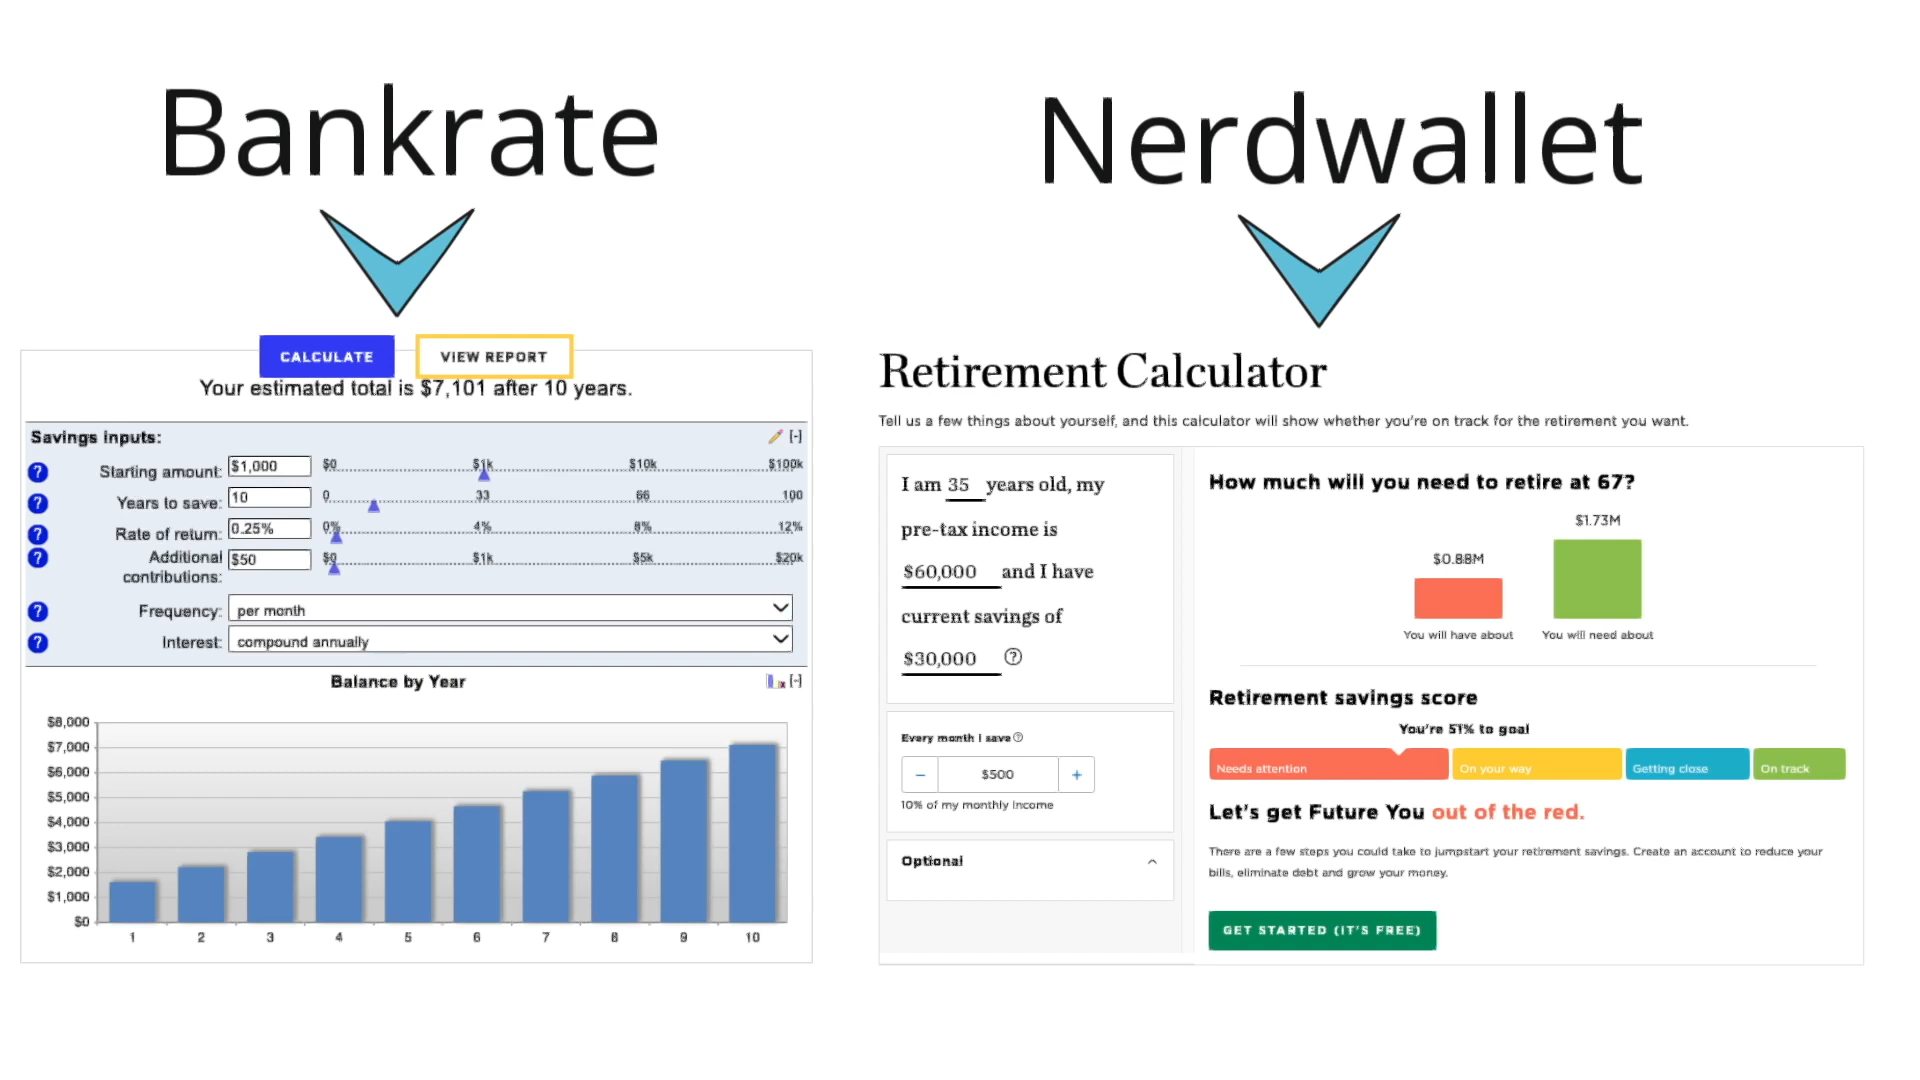 Bankrate
CALCULATE
VIEW REPORT
Your estimated total is $7,101 after 10 years.
Savings inputs:
[-]
? Starting amount: $1,000 $0 $1k $10k $100k
? Years to save: 10 0 33 66 100
? Rate of return: 0.25% 0% 4% 8% 12%
? Additional contributions: $50 $0 $1k $5k $20k
? Frequency: per month
? Interest: compound annually
Balance by Year
[-]
$8,000
$7,000
$6,000
$5,000
$4,000
$3,000
$2,000
$1,000
$0
1 2 3 4 5 6 7 8 9 10
Nerdwallet
Retirement Calculator
Tell us a few things about yourself, and this calculator will show whether you're on track for the retirement you want.
I am 35 years old, my
pre-tax income is
$60,000 and I have
current savings of
$30,000 ?
Every month I save ?
− $500 +
10% of my monthly income
Optional
How much will you need to retire at 67?
$1.73M
$0.88M
You will have about
You will need about
Retirement savings score
You're 51% to goal
Needs attention
On your way
Getting close
On track
Let's get Future You out of the red.
There are a few steps you could take to jumpstart your retirement savings. Create an account to reduce your
bills, eliminate debt and grow your money.
GET STARTED (IT'S FREE)